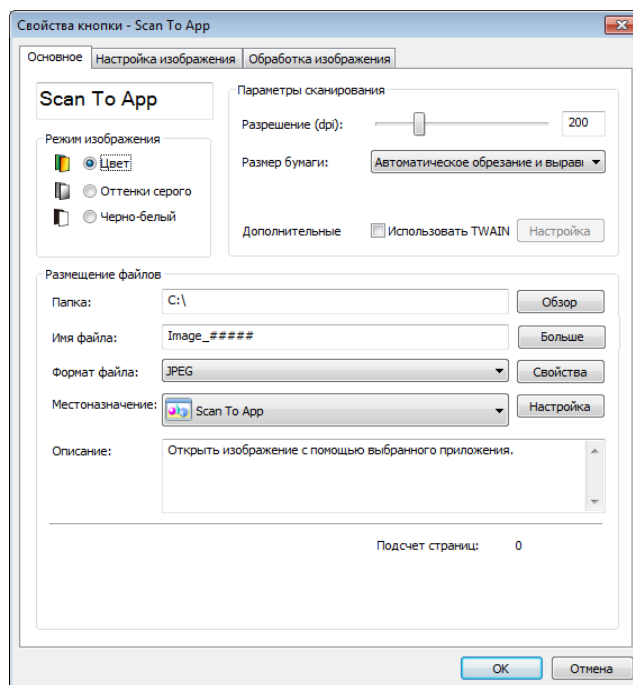 Свойства кнопки - Scan To App
Основное
Настройка изображения
Обработка изображения
Scan To App
Режим изображения
Цвет
Оттенки серого
Черно-белый
Параметры сканирования
Разрешение (dpi):
200
Размер бумаги:
Автоматическое обрезание и вырав
Дополнительные
Использовать TWAIN
Настройка
Размещение файлов
Папка:
C:\
Обзор
Имя файла:
Image_#####
Больше
Формат файла:
JPEG
Свойства
Местоназначение:
Scan To App
Настройка
Описание:
Открыть изображение с помощью выбранного приложения.
Подсчет страниц:
0
OK
Отмена